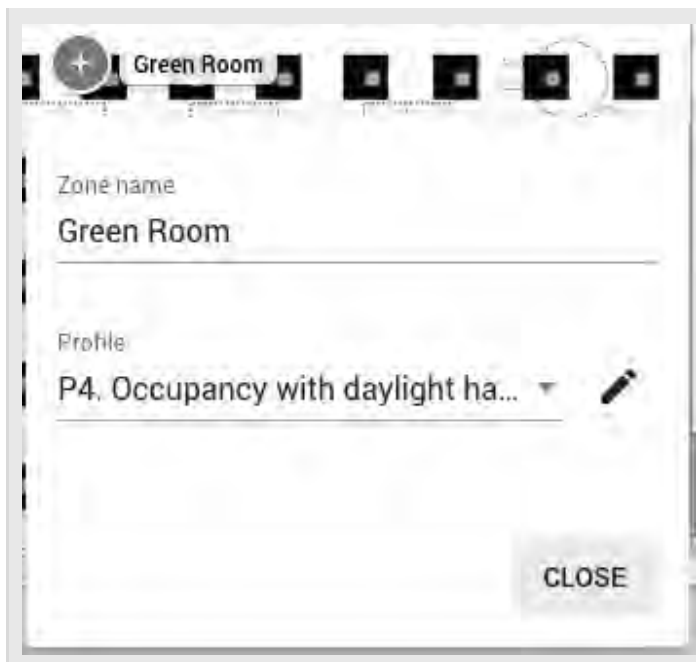 Green Room
Zone name
Green Room
Profile
P4. Occupancy with daylight ha...
CLOSE